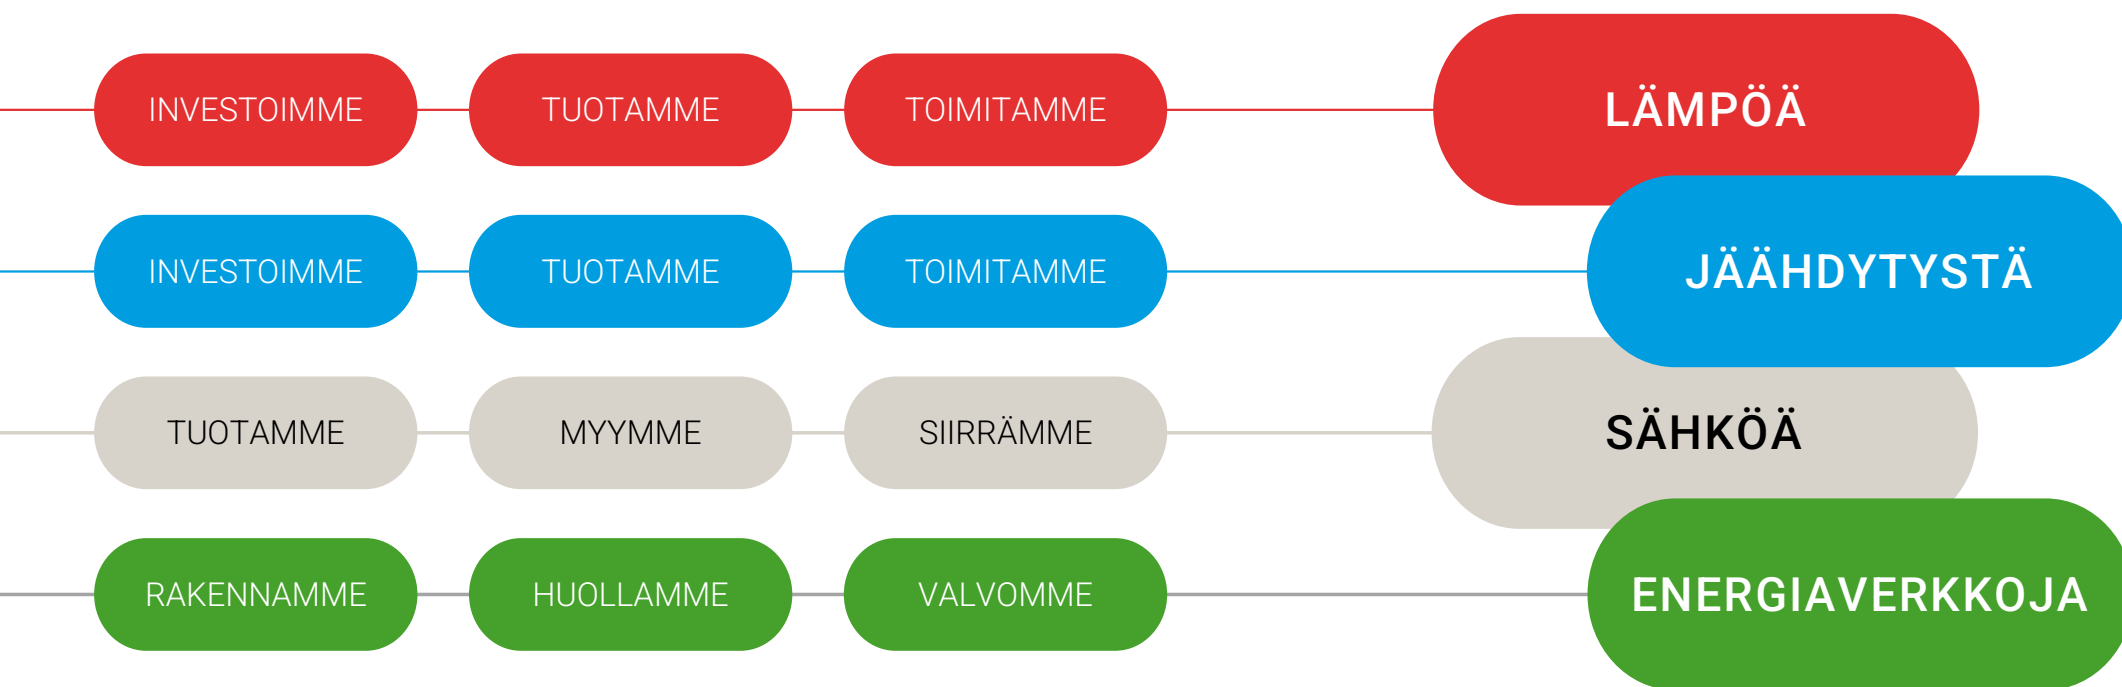 INVESTOIMME TUOTAMME TOIMITAMME LÄMPÖÄ
INVESTOIMME TUOTAMME TOIMITAMME JÄÄHDYTYSTÄ
TUOTAMME MYYMME SIIRRÄMME SÄHKÖÄ
RAKENNAMME HUOLLAMME VALVOMME ENERGIAVERKKOJA